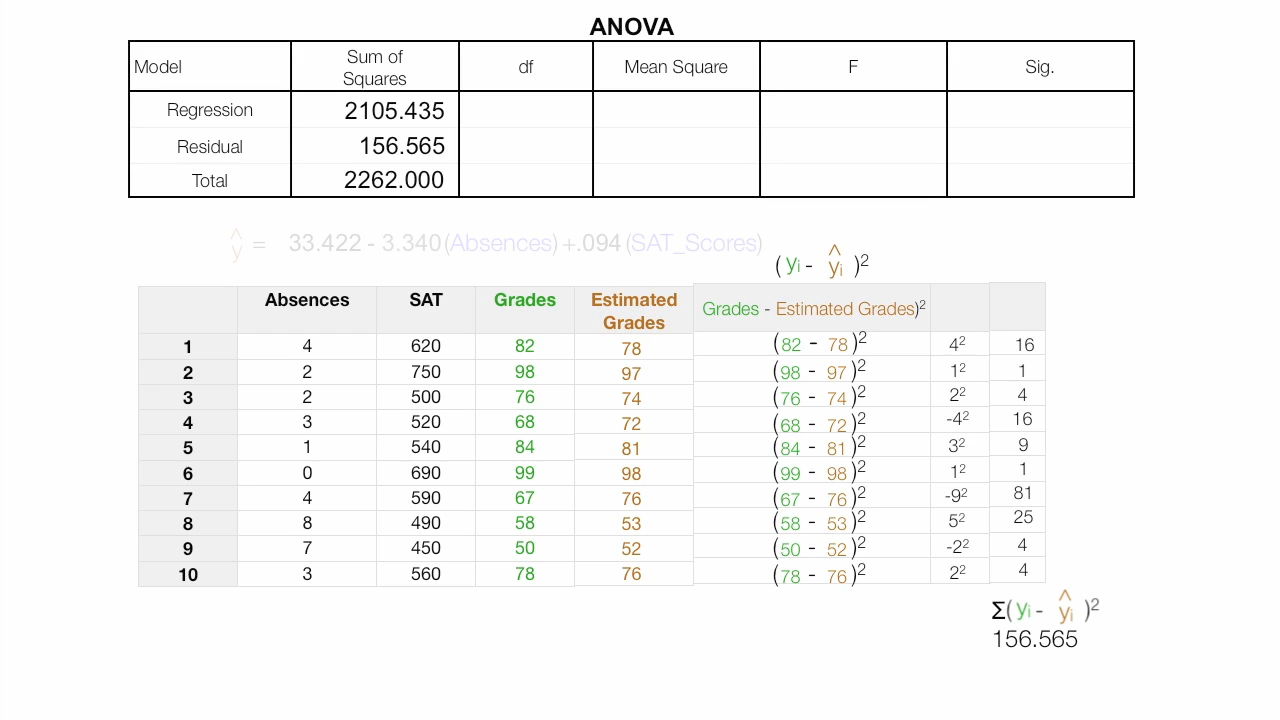 ANOVA
Model Sum of Squares df Mean Square F Sig.
Regression 2105.435
Residual 156.565
Total 2262.000
ŷ = 33.422 - 3.340 (Absences) + .094 (SAT_Scores)
(yi - ŷi )²
Absences SAT Grades Estimated Grades Grades - Estimated Grades)²
1 4 620 82 78 (82 - 78)² 4² 16
2 2 750 98 97 (98 - 97)² 1² 1
3 2 500 76 74 (76 - 74)² 2² 4
4 3 520 68 72 (68 - 72)² -4² 16
5 1 540 84 81 (84 - 81)² 3² 9
6 0 690 99 98 (99 - 98)² 1² 1
7 4 590 67 76 (67 - 76)² -9² 81
8 8 490 58 53 (58 - 53)² 5² 25
9 7 450 50 52 (50 - 52)² -2² 4
10 3 560 78 76 (78 - 76)² 2² 4
Σ(yi - ŷi )²
156.565